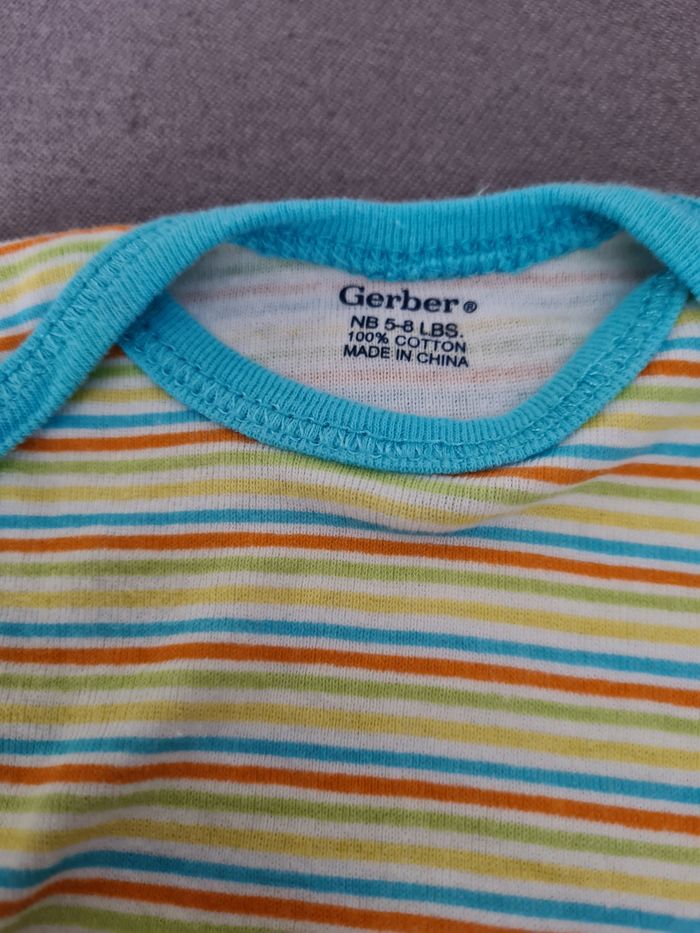 Gerber®
NB 5-8 LBS.
100% COTTON
MADE IN CHINA